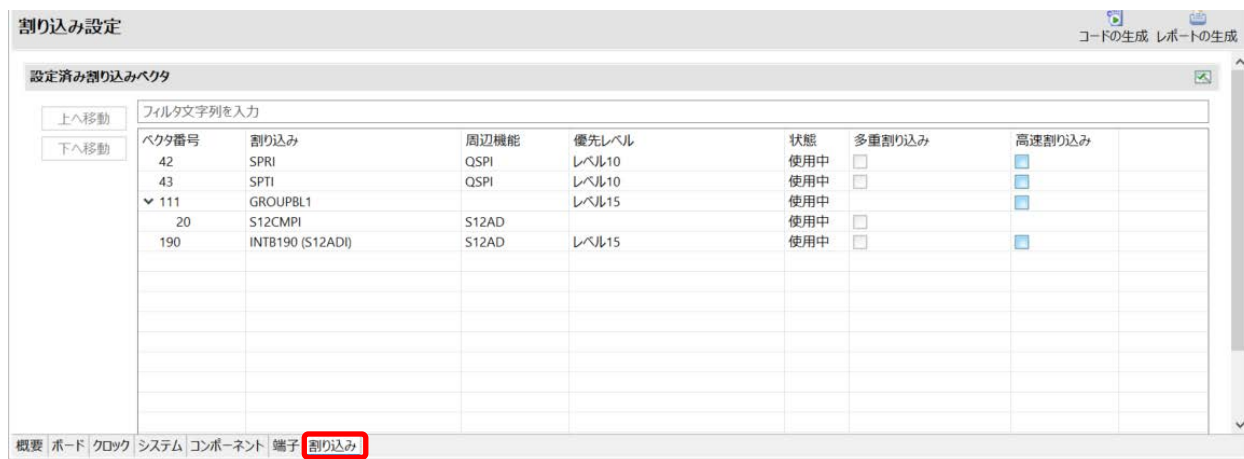 割り込み設定
コードの生成 レポートの生成
設定済み割り込みベクタ
上へ移動
下へ移動
フィルタ文字列を入力
ベクタ番号 割り込み 周辺機能 優先レベル 状態 多重割り込み 高速割り込み
42 SPRI QSPI レベル10 使用中
43 SPTI QSPI レベル10 使用中
111 GROUPBL1 レベル15 使用中
20 S12CMPI S12AD 使用中
190 INTB190 (S12ADI) S12AD レベル15 使用中
概要 ボード クロック システム コンポーネント 端子 割り込み